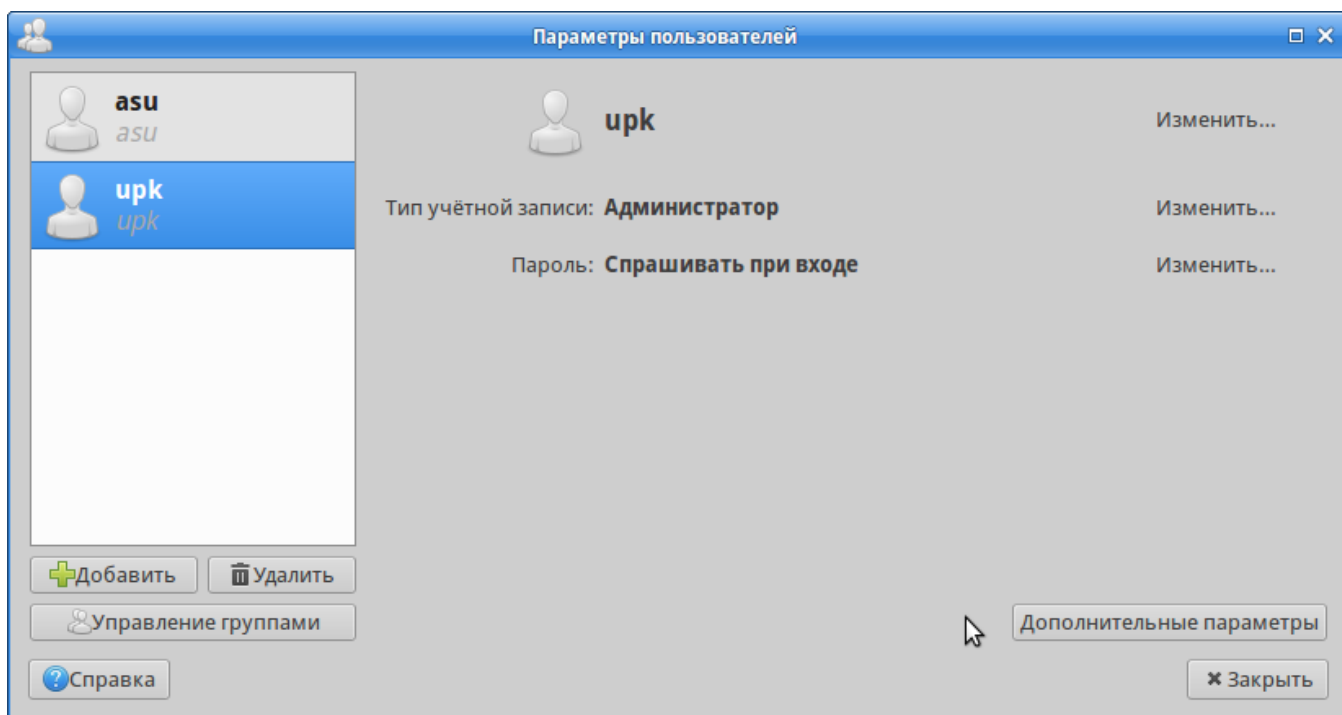 Параметры пользователей
asu
asu
upk
upk
upk
Изменить...
Тип учётной записи: Администратор
Изменить...
Пароль: Спрашивать при входе
Изменить...
Добавить
Удалить
Управление группами
Дополнительные параметры
Справка
Закрыть